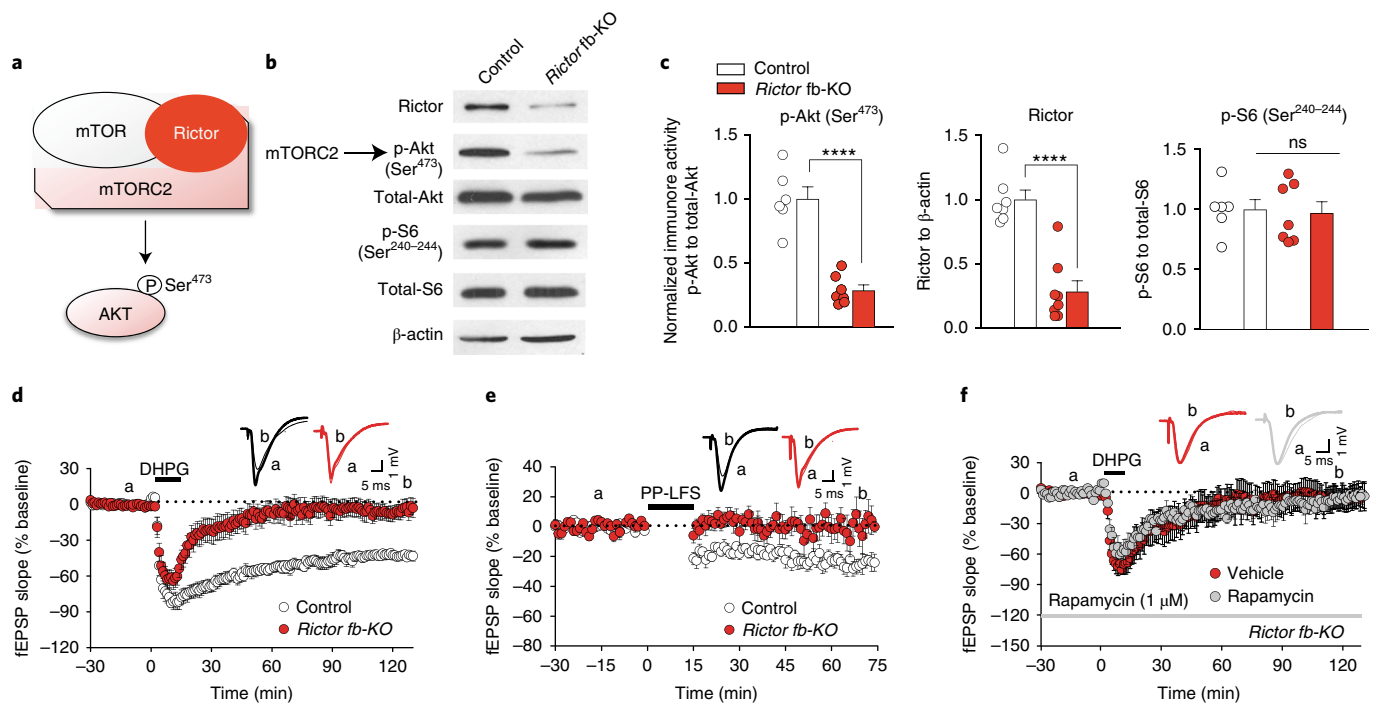 a
mTOR
Rictor
mTORC2
P
Ser473
AKT
b
Control
Rictor fb-KO
Rictor
mTORC2
p-Akt
(Ser473)
Total-Akt
p-S6
(Ser240–244)
Total-S6
β-actin
c
Control
Rictor fb-KO
p-Akt (Ser473)
Normalized immunore activity
p-Akt to total-Akt
1.5
1.0
0.5
0.0
****
Rictor
Rictor to β-actin
1.5
1.0
0.5
0.0
****
p-S6 (Ser240–244)
p-S6 to total-S6
1.5
1.0
0.5
0
ns
d
b
a
b
a
5 ms
1 mV
DHPG
a
b
fEPSP slope (% baseline)
30
0
−30
−60
−90
−120
Control
Rictor fb-KO
−30 0 30 60 90 120
Time (min)
e
b
a
b
a
5 ms
1 mV
PP-LFS
a
b
fEPSP slope (% baseline)
40
20
0
−20
−40
−60
−80
Control
Rictor fb-KO
−30 −15 0 15 30 45 60 75
Time (min)
f
b
a
b
a
5 ms
1 mV
DHPG
a
b
fEPSP slope (% baseline)
30
0
−30
−60
−90
−120
−150
Vehicle
Rapamycin
Rapamycin (1 μM)
Rictor fb-KO
−30 0 30 60 90 120
Time (min)